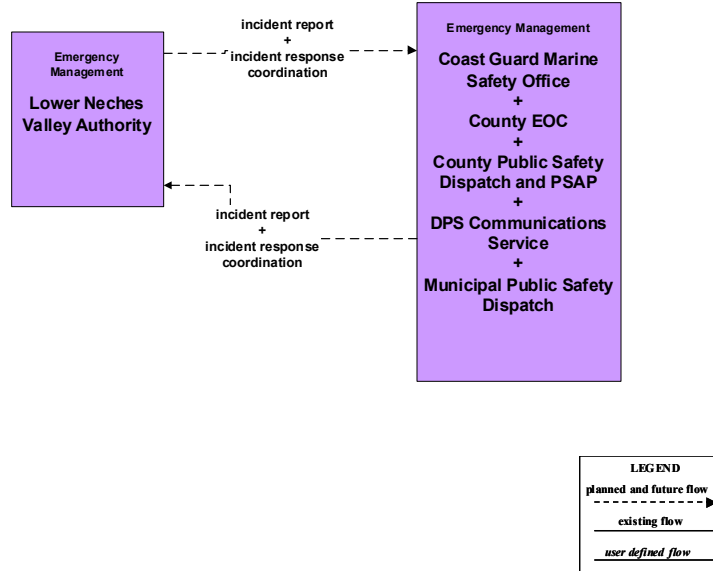 Emergency
Management
Lower Neches
Valley Authority
incident report
+
incident response
coordination
Emergency Management
Coast Guard Marine
Safety Office
+
County EOC
+
County Public Safety
Dispatch and PSAP
+
DPS Communications
Service
+
Municipal Public Safety
Dispatch
incident report
+
incident response
coordination
LEGEND
planned and future flow
existing flow
user defined flow